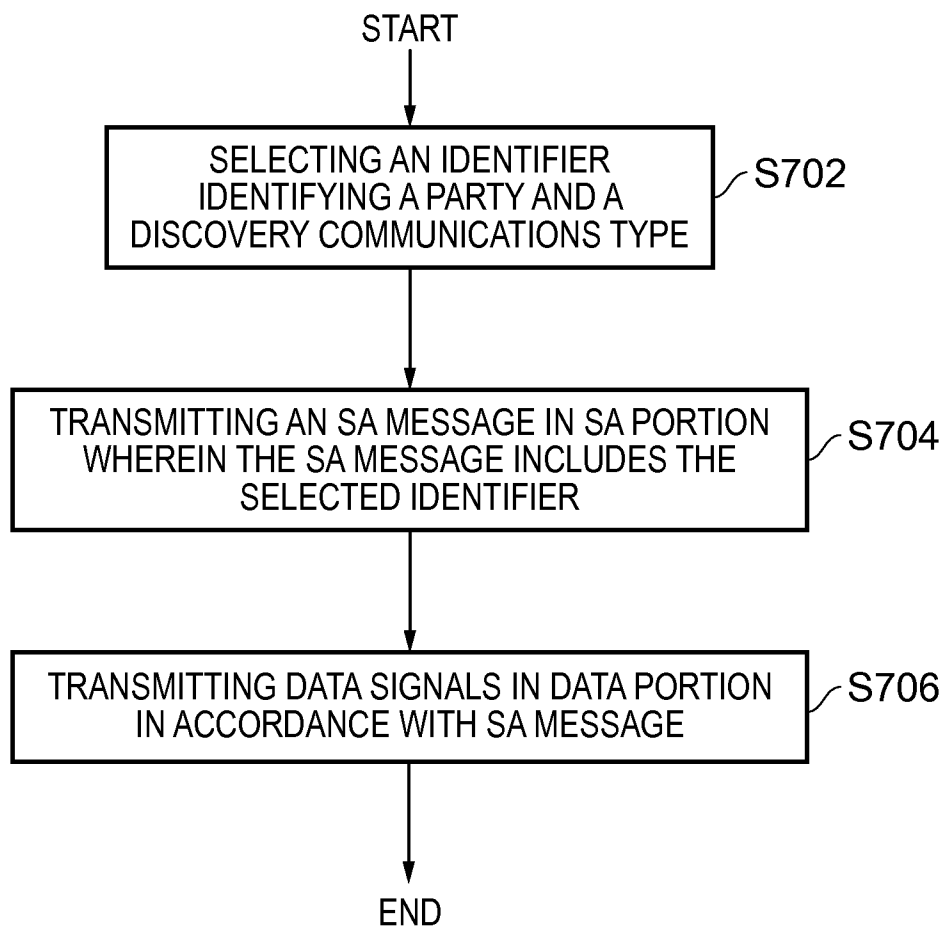 START
SELECTING AN IDENTIFIER
IDENTIFYING A PARTY AND A
DISCOVERY COMMUNICATIONS TYPE
S702
TRANSMITTING AN SA MESSAGE IN SA PORTION
WHEREIN THE SA MESSAGE INCLUDES THE
SELECTED IDENTIFIER
S704
TRANSMITTING DATA SIGNALS IN DATA PORTION
IN ACCORDANCE WITH SA MESSAGE
S706
END